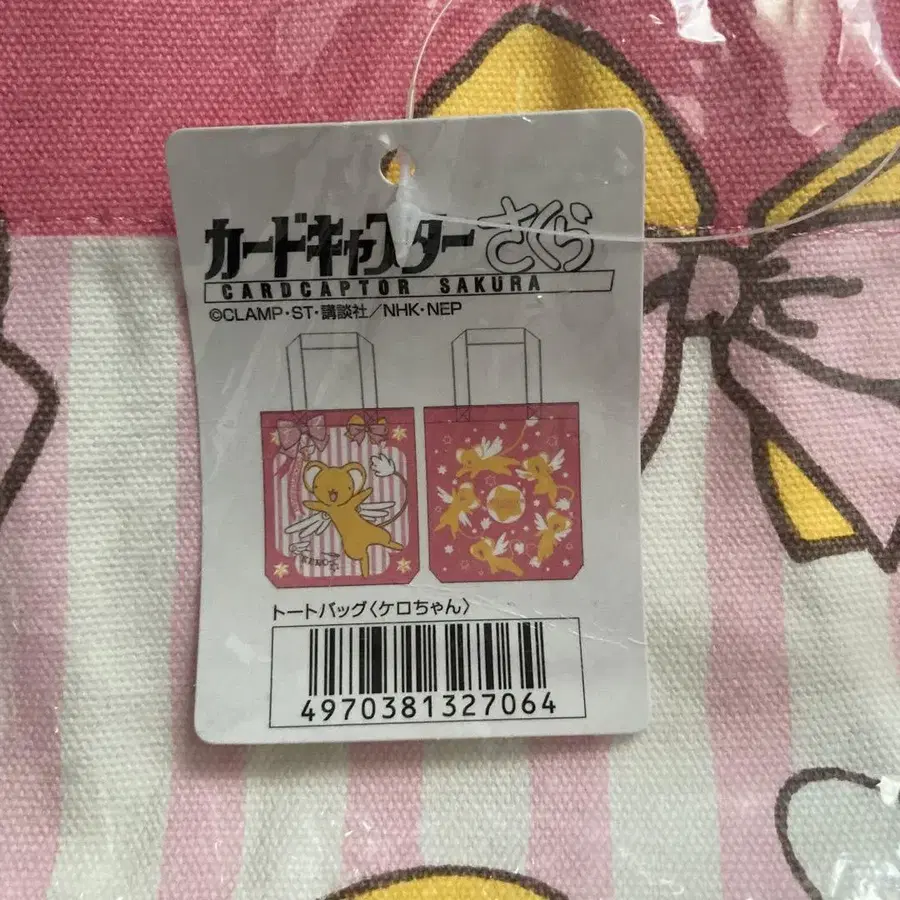 カードキャプターさくら
CARDCAPTOR SAKURA
©CLAMP・ST・講談社／NHK・NEP
KERO
トートバッグ〈ケロちゃん〉
4970381327064